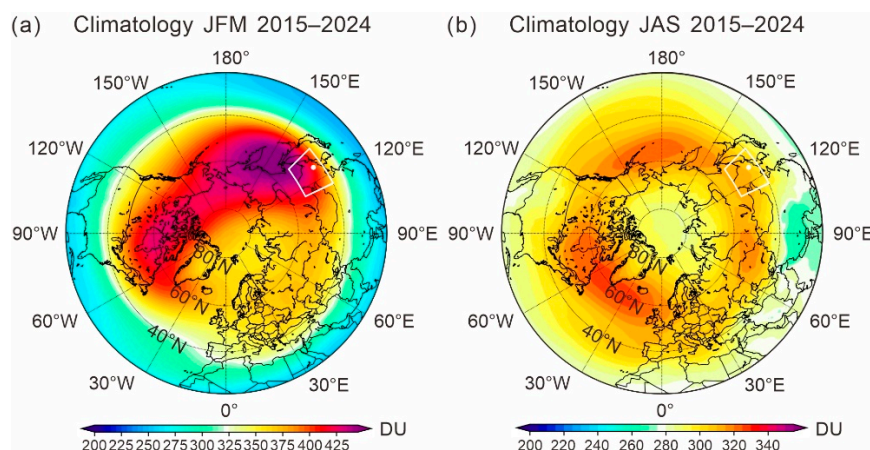 (a) Climatology JFM 2015–2024
180°
150°W
150°E
120°W
120°E
90°W
90°E
80°N
60°N
40°N
60°W
60°E
30°W
30°E
0°
200 225 250 275 300 325 350 375 400 425 DU
(b) Climatology JAS 2015–2024
180°
150°W
150°E
120°W
120°E
90°W
90°E
80°N
60°N
40°N
60°W
60°E
30°W
30°E
0°
200 220 240 260 280 300 320 340 DU